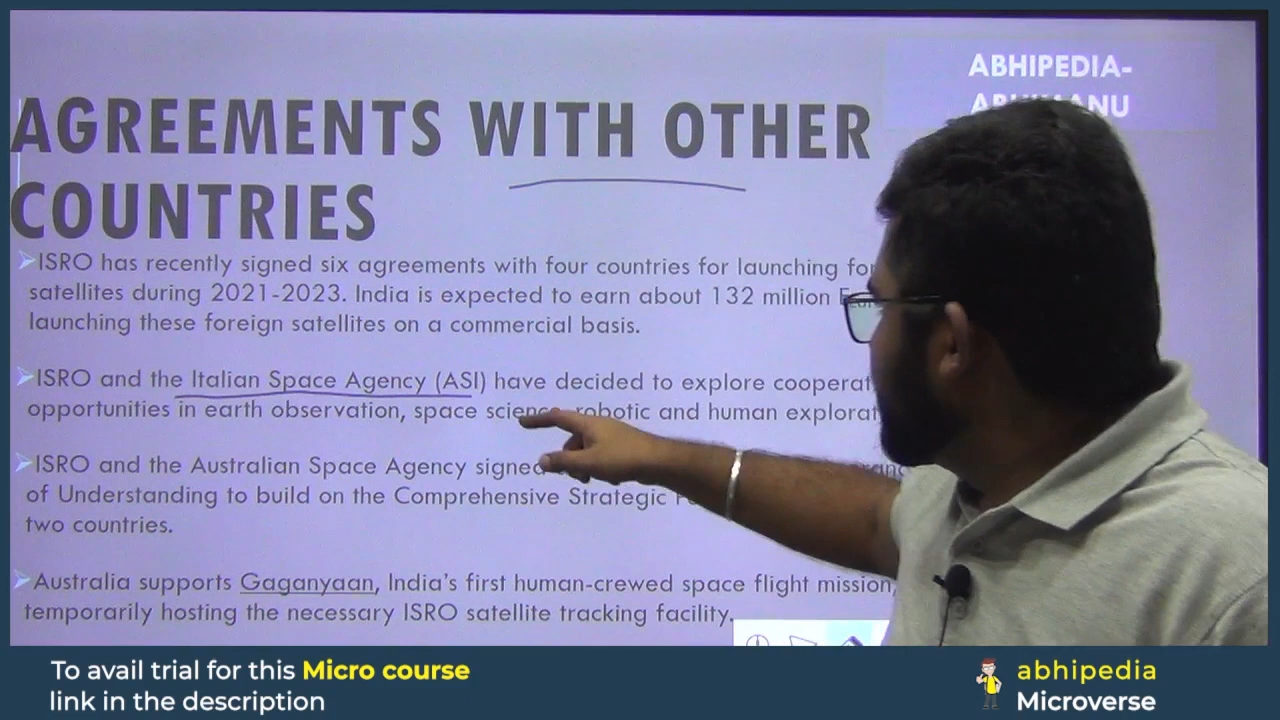 ABHIPEDIA-
AGREEMENTS WITH OTHER
COUNTRIES
ISRO has recently signed six agreements with four countries for launching
satellites during 2021-2023. India is expected to earn about 132 million
launching these foreign satellites on a commercial basis.
ISRO and the Italian Space Agency (ASI) have decided to explore
opportunities in earth observation, space science, robotic and human
ISRO and the Australian Space Agency signed
of Understanding to build on the Comprehensive Strategic
two countries.
Australia supports Gaganyaan, India's first human-crewed space flight mission,
temporarily hosting the necessary ISRO satellite tracking facility.
To avail trial for this Micro course
link in the description
abhipedia
Microverse